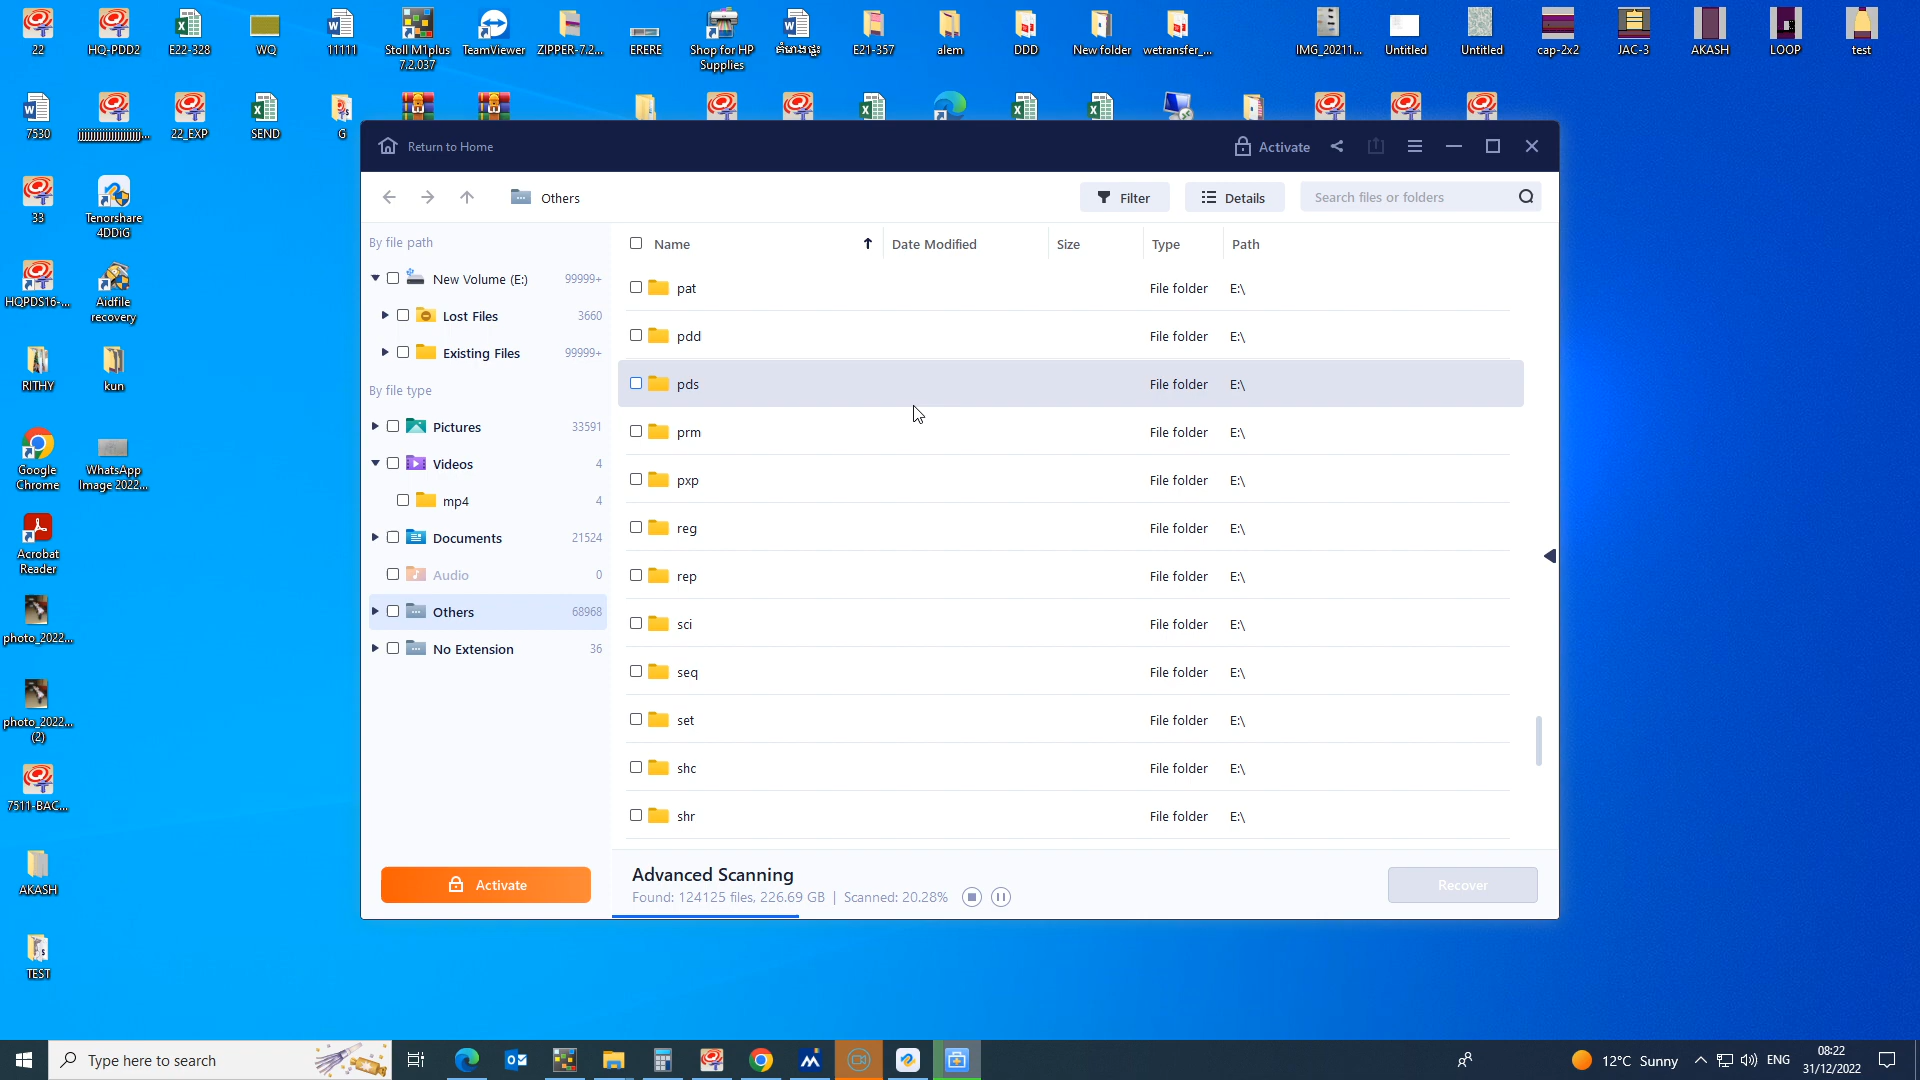 22
HQ-PDD2
E22-328
WQ
11111
Stoll M1plus
7.2.037
TeamViewer
ZIPPER-7.2...
ERERE
Shop for HP
Supplies
តំរោងផ្ទះ
E21-357
alem
DDD
New folder
wetransfer_...
IMG_20211...
Untitled
Untitled
cap-2x2
JAC-3
AKASH
LOOP
test
7530
22_EXP
SEND
G
33
Tenorshare
4DDiG
HQPDS16-...
Aidfile
recovery
RITHY
kun
Google
Chrome
WhatsApp
Image 2022...
Acrobat
Reader
photo_2022...
photo_2022...
(2)
7511-BAC...
AKASH
TEST
Return to Home
Activate
Others
Filter
Details
Search files or folders
By file path
New Volume (E:) 99999+
Lost Files 3660
Existing Files 99999+
By file type
Pictures 33591
Videos 4
mp4 4
Documents 21524
Audio 0
Others 68968
No Extension 36
Activate
Name Date Modified Size Type Path
pat File folder E:\
pdd File folder E:\
pds File folder E:\
prm File folder E:\
pxp File folder E:\
reg File folder E:\
rep File folder E:\
sci File folder E:\
seq File folder E:\
set File folder E:\
shc File folder E:\
shr File folder E:\
Advanced Scanning
Found: 124125 files, 226.69 GB | Scanned: 20.28%
Recover
Type here to search
12°C Sunny
ENG
08:22
31/12/2022